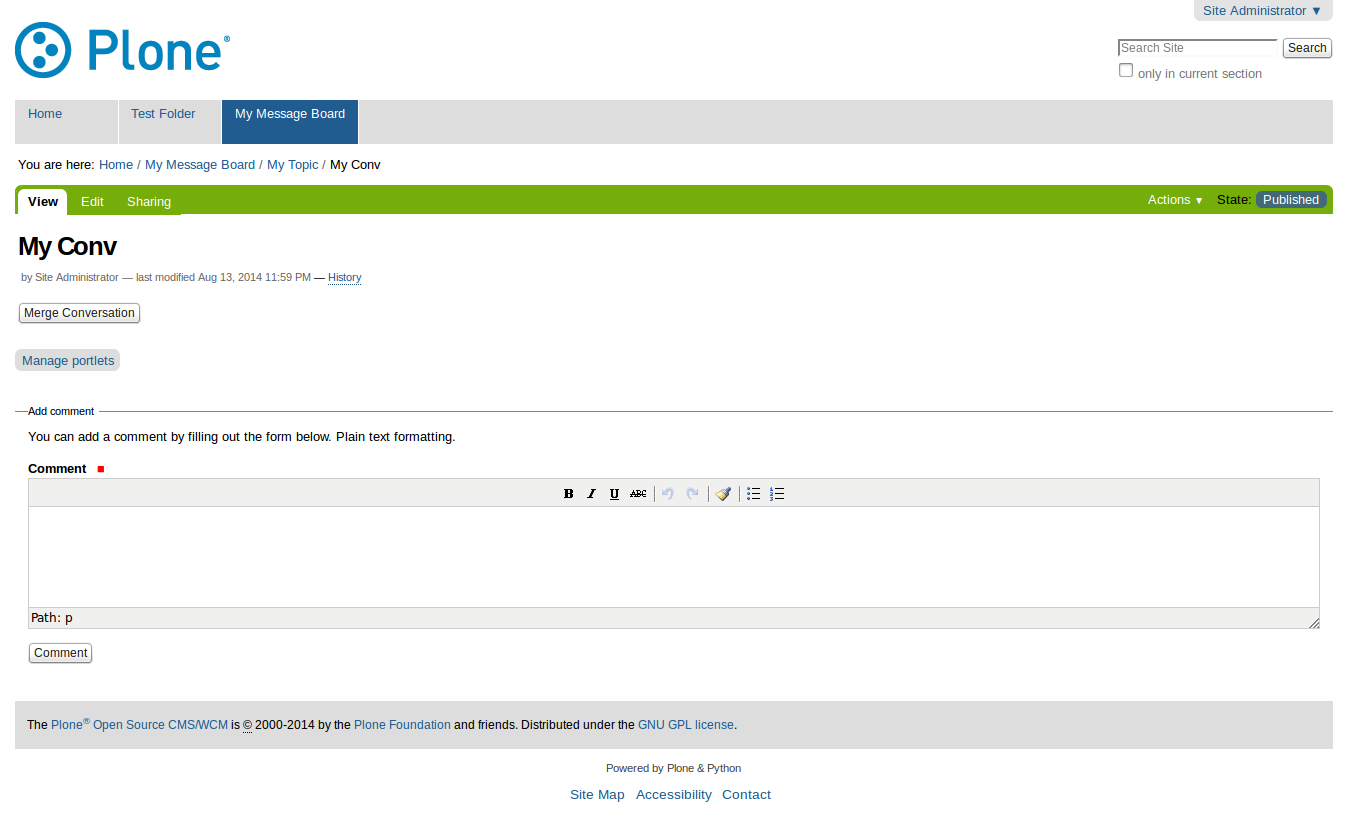 Site Administrator ▼
Plone®
Search Site
Search
only in current section
Home
Test Folder
My Message Board
You are here: Home / My Message Board / My Topic / My Conv
View
Edit
Sharing
Actions ▼
State: Published
My Conv
by Site Administrator — last modified Aug 13, 2014 11:59 PM — History
Merge Conversation
Manage portlets
Add comment
You can add a comment by filling out the form below. Plain text formatting.
Comment
B I U ABC
Path: p
Comment
The Plone® Open Source CMS/WCM is © 2000-2014 by the Plone Foundation and friends. Distributed under the GNU GPL license.
Powered by Plone & Python
Site Map Accessibility Contact